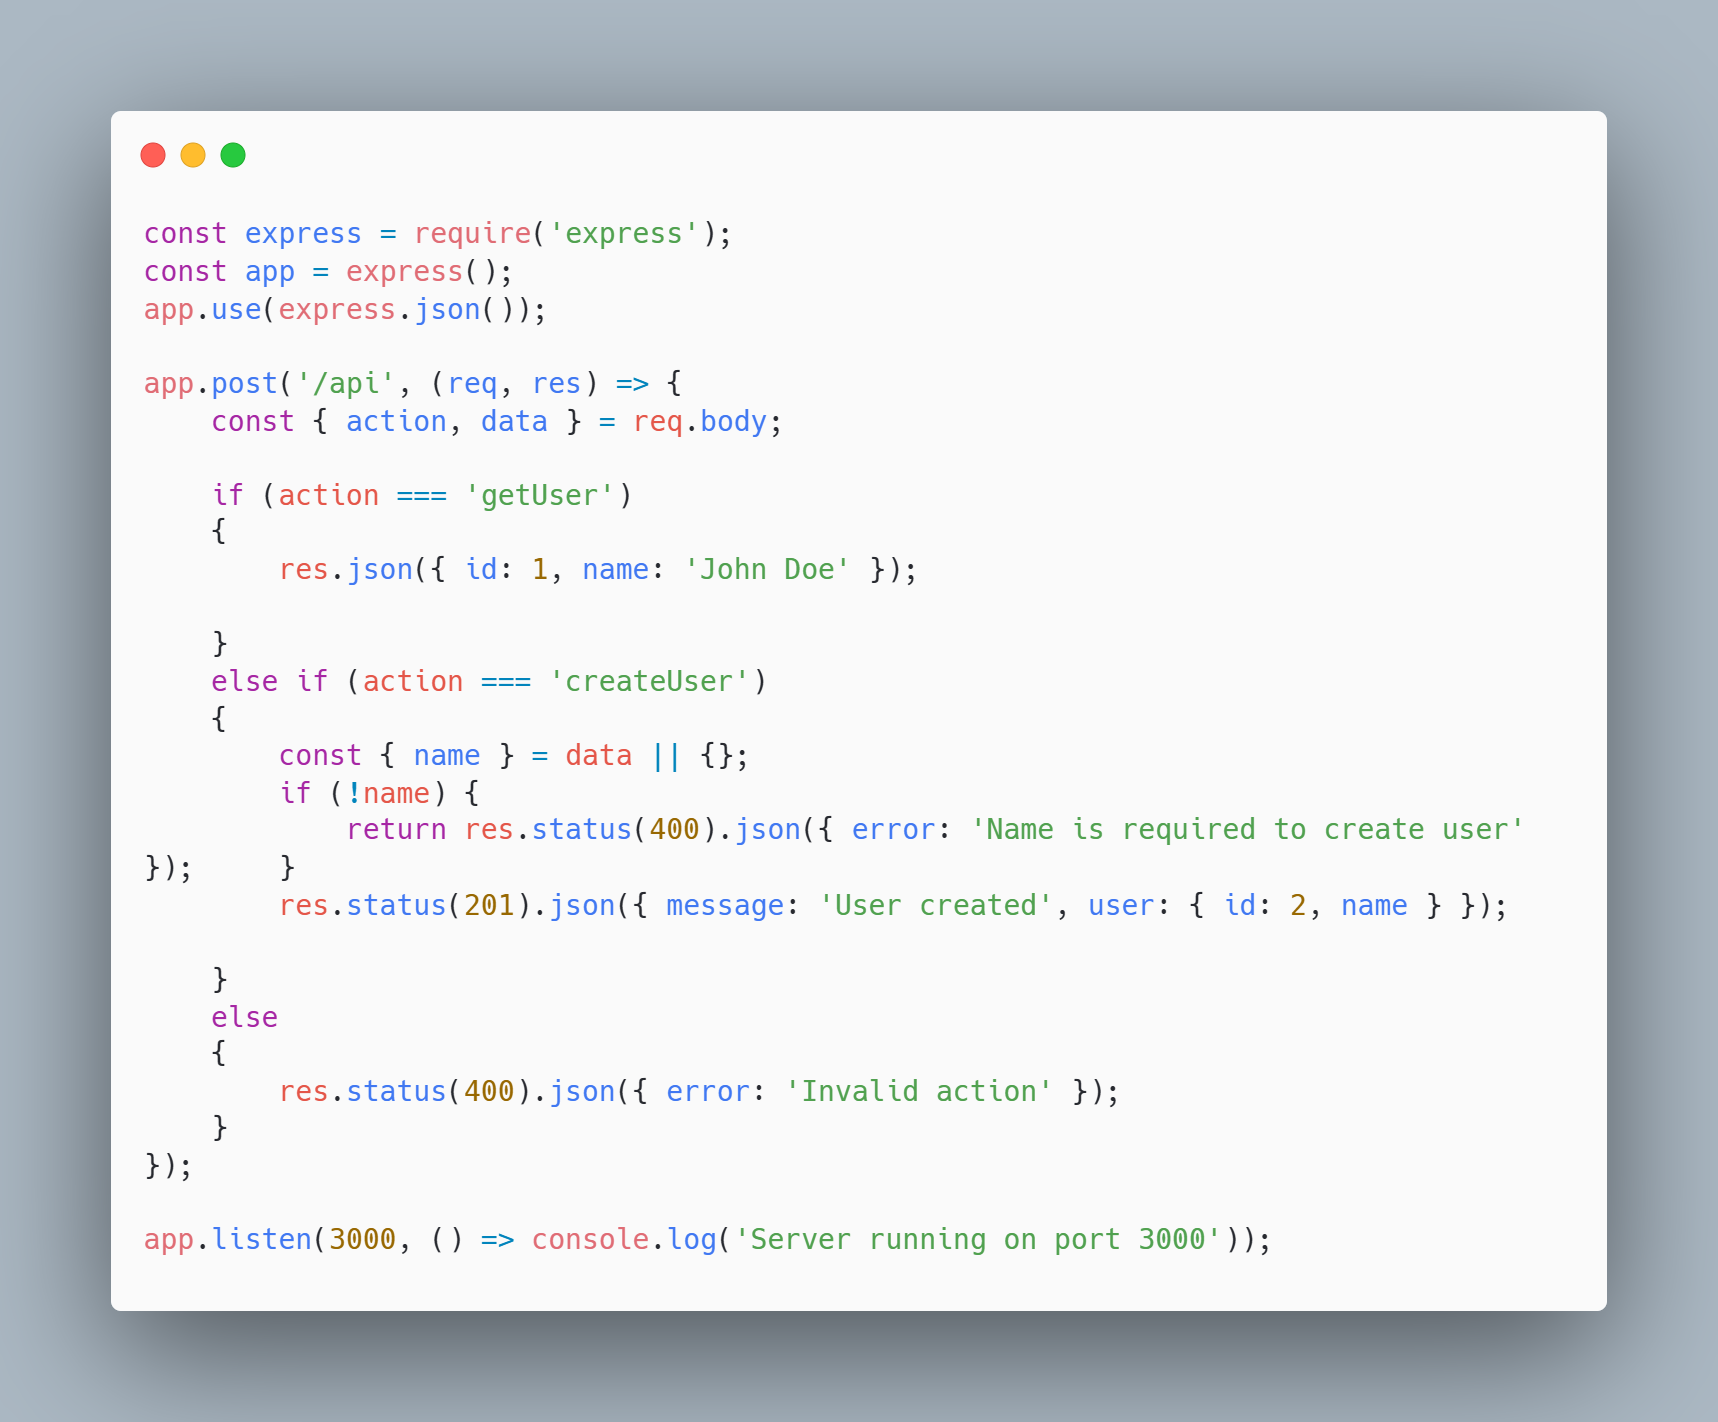 const express = require('express');
const app = express();
app.use(express.json());

app.post('/api', (req, res) => {
    const { action, data } = req.body;

    if (action === 'getUser')
    {
        res.json({ id: 1, name: 'John Doe' });

    }
    else if (action === 'createUser')
    {
        const { name } = data || {};
        if (!name) {
            return res.status(400).json({ error: 'Name is required to create user'
});     }
        res.status(201).json({ message: 'User created', user: { id: 2, name } });

    }
    else
    {
        res.status(400).json({ error: 'Invalid action' });
    }
});

app.listen(3000, () => console.log('Server running on port 3000'));